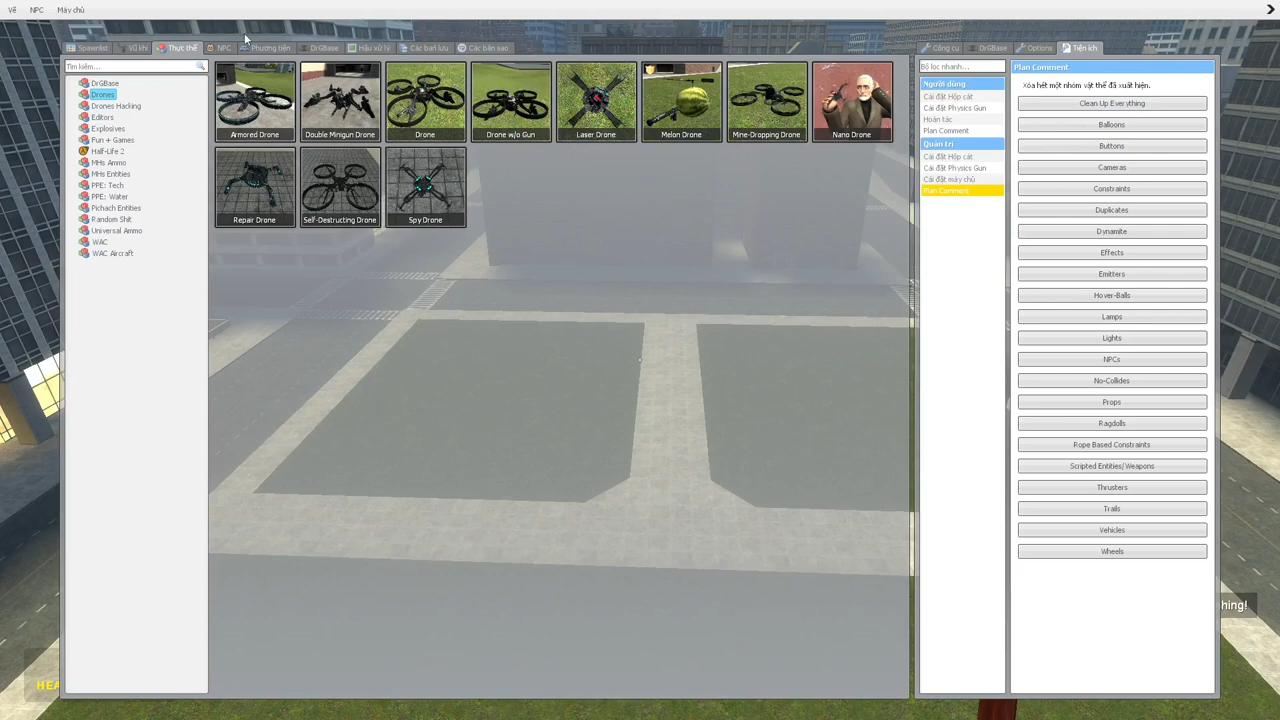 Vẽ NPC Máy chủ
Spawnlist Vũ khí Thực thể NPC Phương tiện DrGBase Hậu xử lý Các bản lưu Các bản sao
Công cụ DrGBase Options Tiện ích
Tìm kiếm...
DrGBase
Drones
Drones Hacking
Editors
Explosives
Fun + Games
Half-Life 2
MHs Ammo
MHs Entities
PPE: Tech
PPE: Water
Pichach Entities
Random Shit
Universal Ammo
WAC
WAC Aircraft
Armored Drone
Double Minigun Drone
Drone
Drone w/o Gun
Laser Drone
Melon Drone
Mine-Dropping Drone
Nano Drone
Repair Drone
Self-Destructing Drone
Spy Drone
Bộ lọc nhanh...
Người dùng
Cài đặt Hộp cát
Cài đặt Physics Gun
Hoàn tác
Plan Comment
Quản trị
Cài đặt Hộp cát
Cài đặt Physics Gun
Cài đặt máy chủ
Plan Comment
Plan Comment
Xóa hết một nhóm vật thể đã xuất hiện.
Clean Up Everything
Balloons
Buttons
Cameras
Constraints
Duplicates
Dynamite
Effects
Emitters
Hover-Balls
Lamps
Lights
NPCs
No-Collides
Props
Ragdolls
Rope Based Constraints
Scripted Entities/Weapons
Thrusters
Trails
Vehicles
Wheels
hing!
HEA